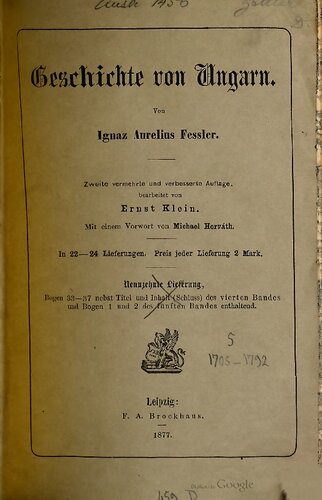 Austr 1950
Geschichte von Ungarn.
Von
Ignaz Aurelius Fessler.
Zweite vermehrte und verbesserte Auflage,
bearbeitet von
Ernst Klein.
Mit einem Vorwort von Michael Horváth.
In 22—24 Lieferungen. Preis jeder Lieferung 2 Mark.
Neunzehnte Lieferung,
Bogen 33—37 nebst Titel und Inhalt (Schluss) des vierten Bandes
und Bogen 1 und 2 des fünften Bandes enthaltend.
5
1705-1792
Leipzig:
F. A. Brockhaus.
1877.
Google